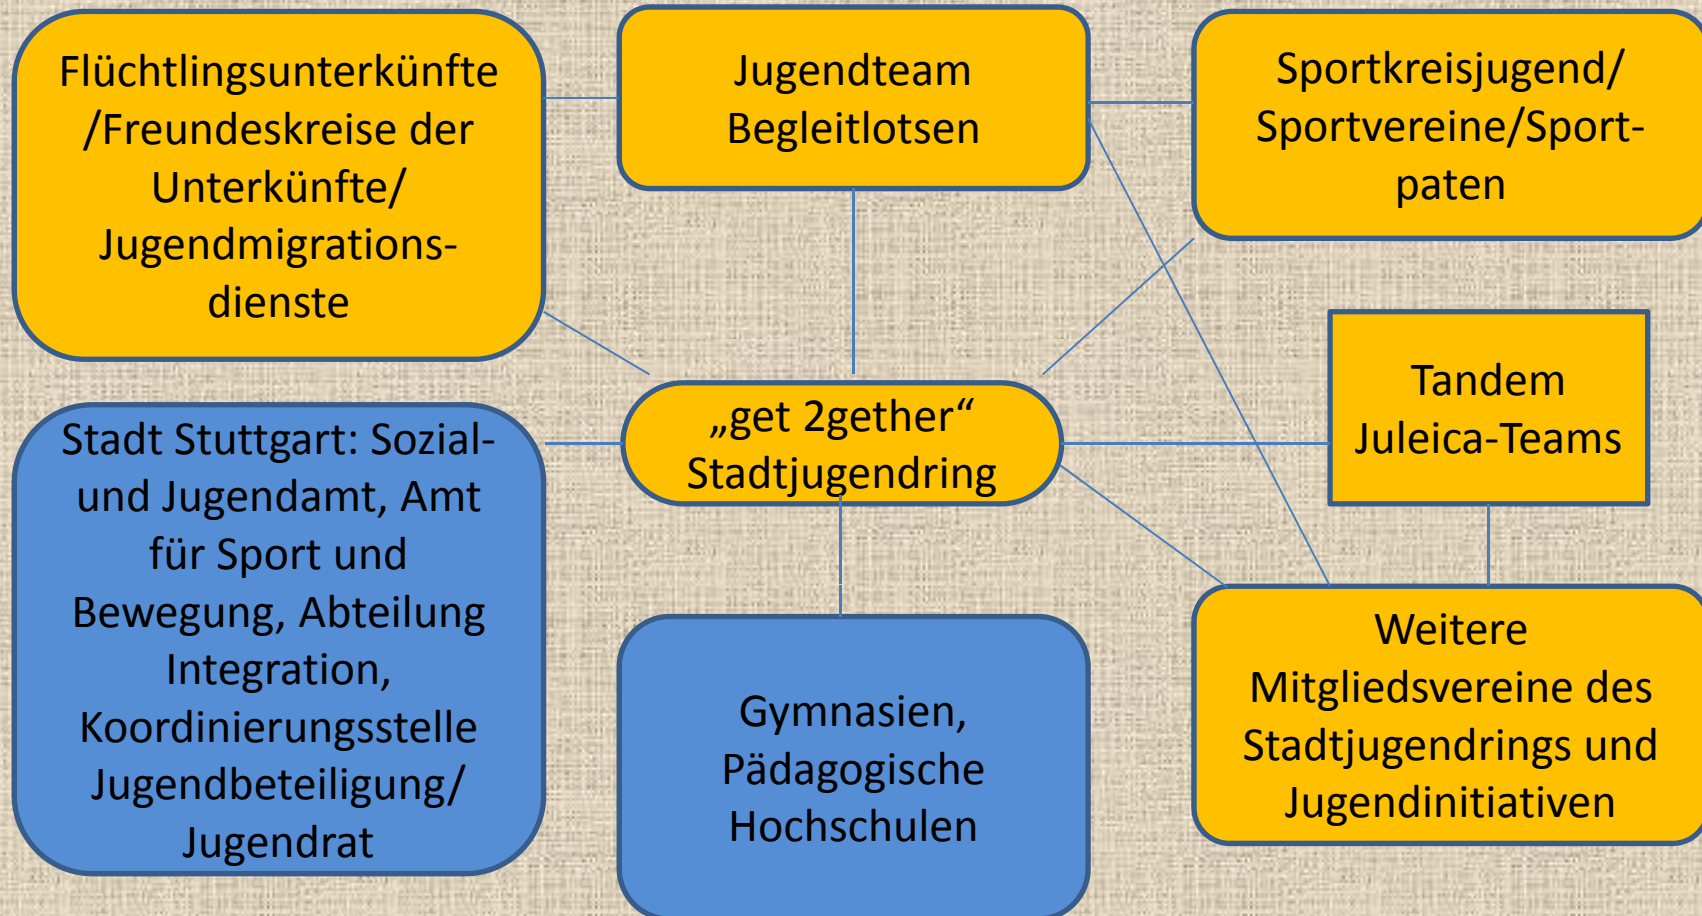 Flüchtlingsunterkünfte
/Freundeskreise der
Unterkünfte/
Jugendmigrations-
dienste
Jugendteam
Begleitlotsen
Sportkreisjugend/
Sportvereine/Sport-
paten
Stadt Stuttgart: Sozial-
und Jugendamt, Amt
für Sport und
Bewegung, Abteilung
Integration,
Koordinierungsstelle
Jugendbeteiligung/
Jugendrat
„get 2gether“
Stadtjugendring
Tandem
Juleica-Teams
Gymnasien,
Pädagogische
Hochschulen
Weitere
Mitgliedsvereine des
Stadtjugendrings und
Jugendinitiativen